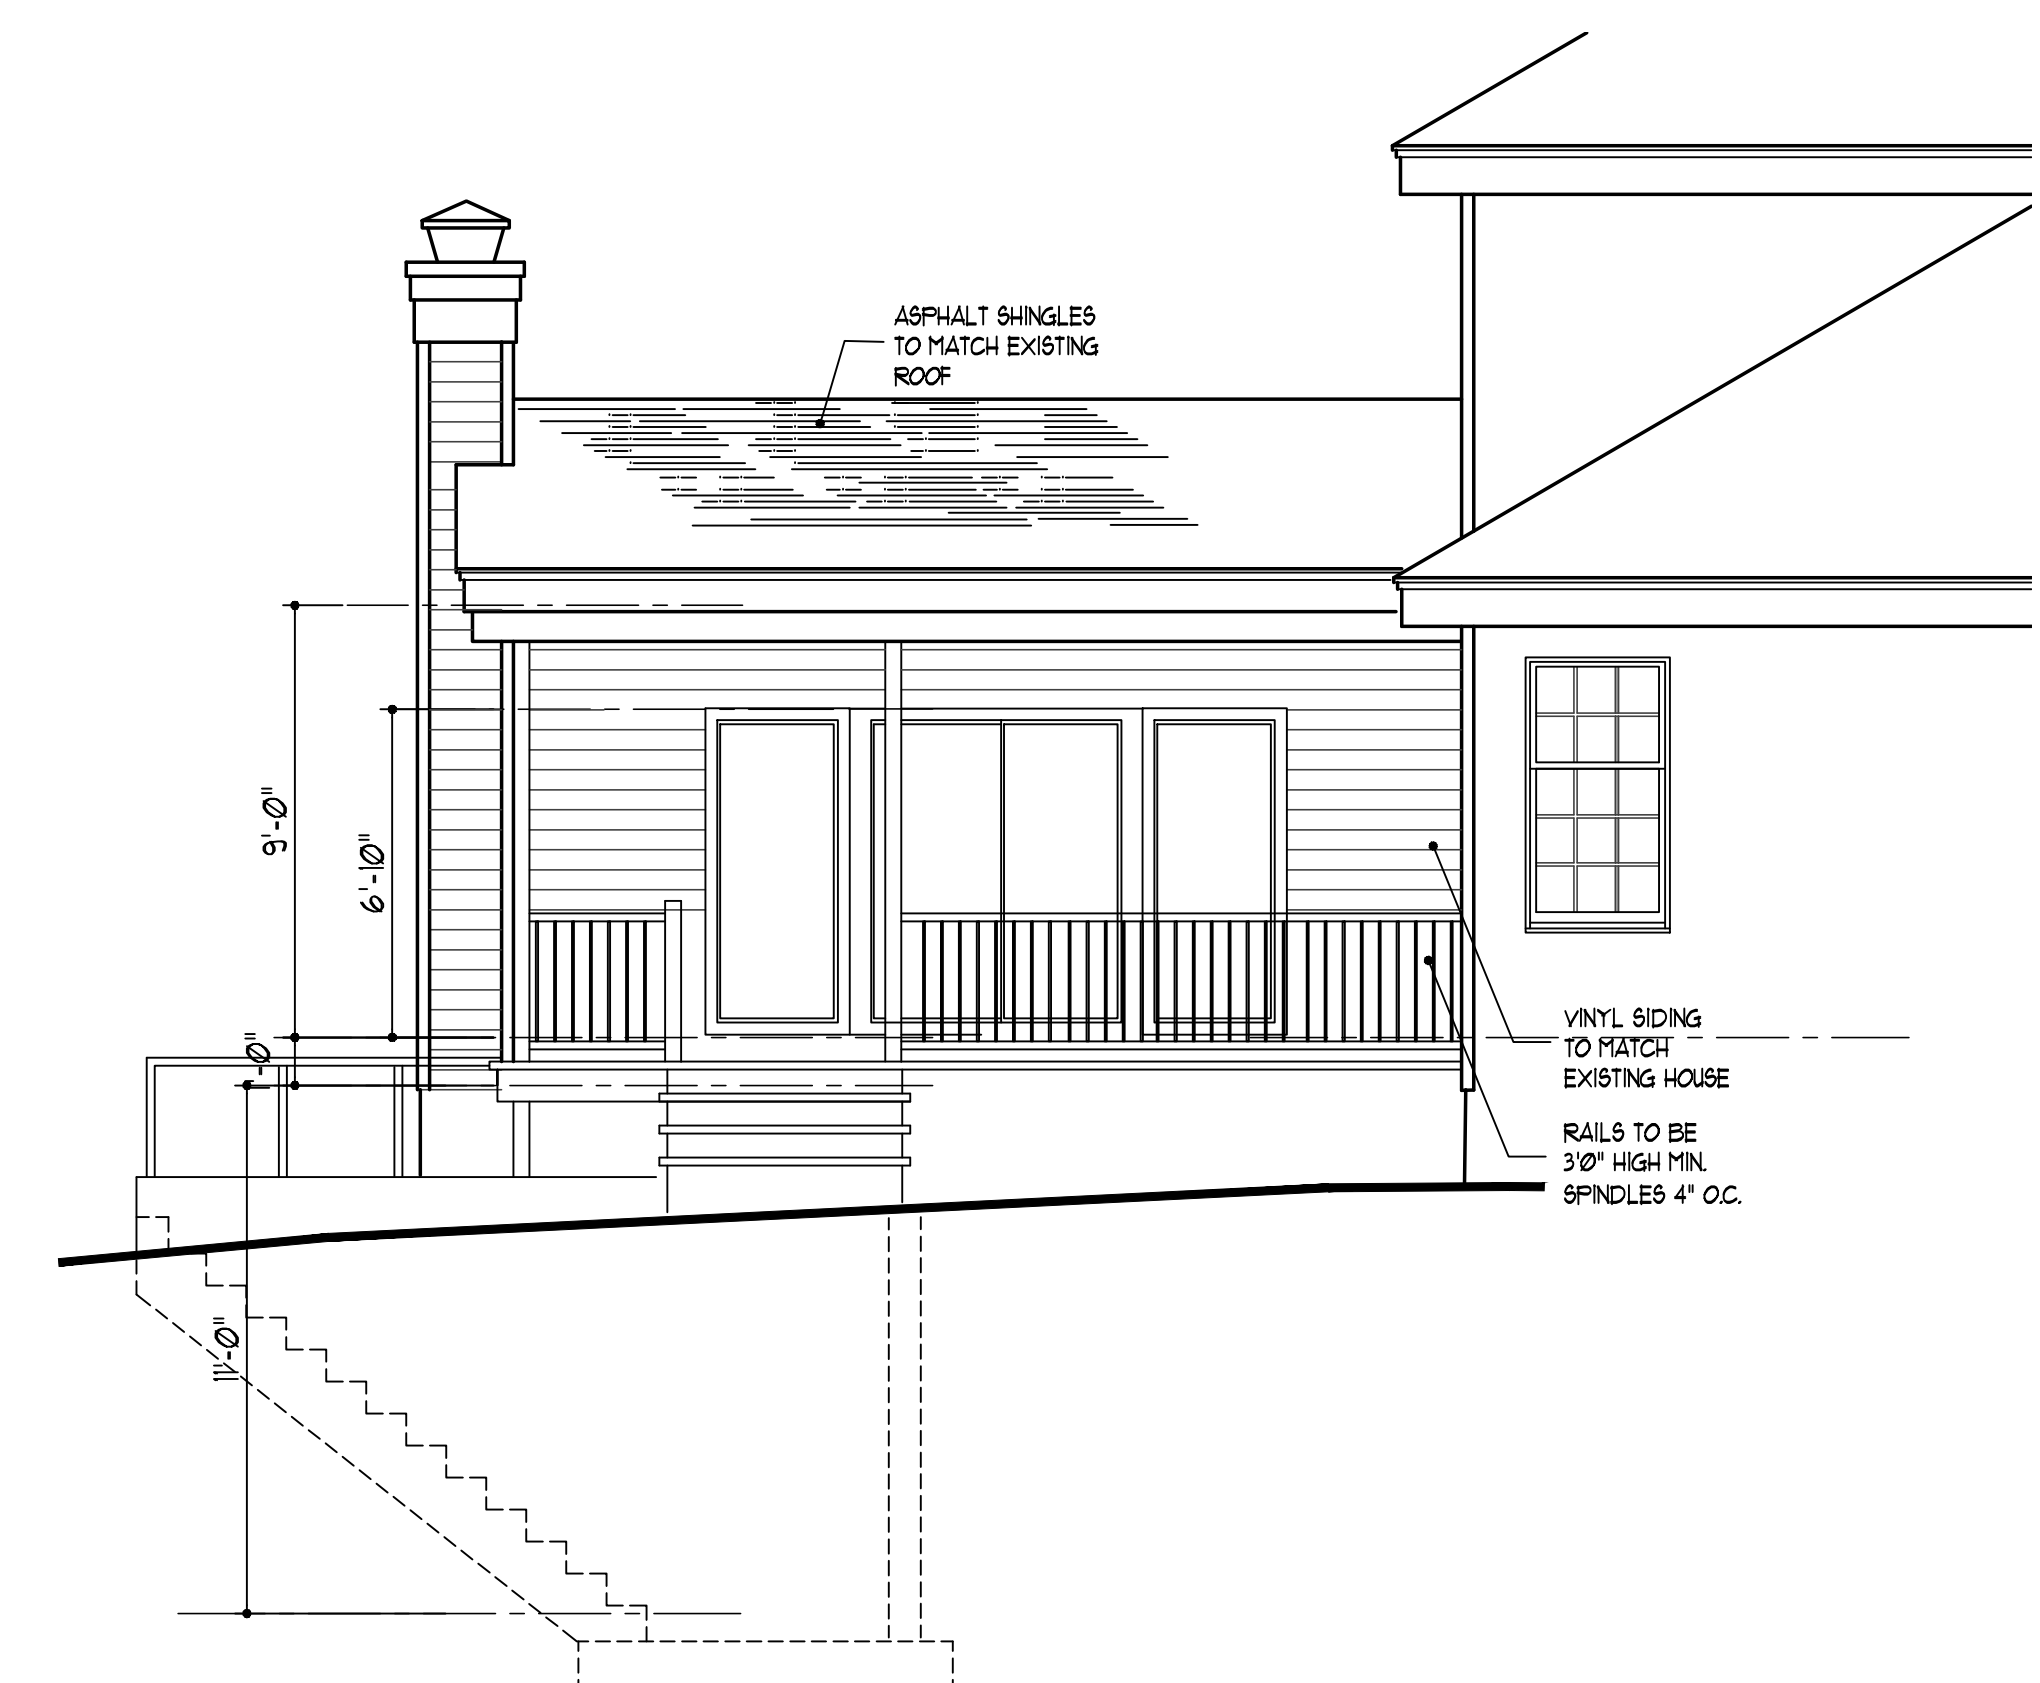 ASPHALT SHINGLES
TO MATCH EXISTING
ROOF
9'-0"
6'-10"
1'-0"
VINYL SIDING
TO MATCH
EXISTING HOUSE
RAILS TO BE
3'0" HIGH MIN.
SPINDLES 4" O.C.
11'-0"